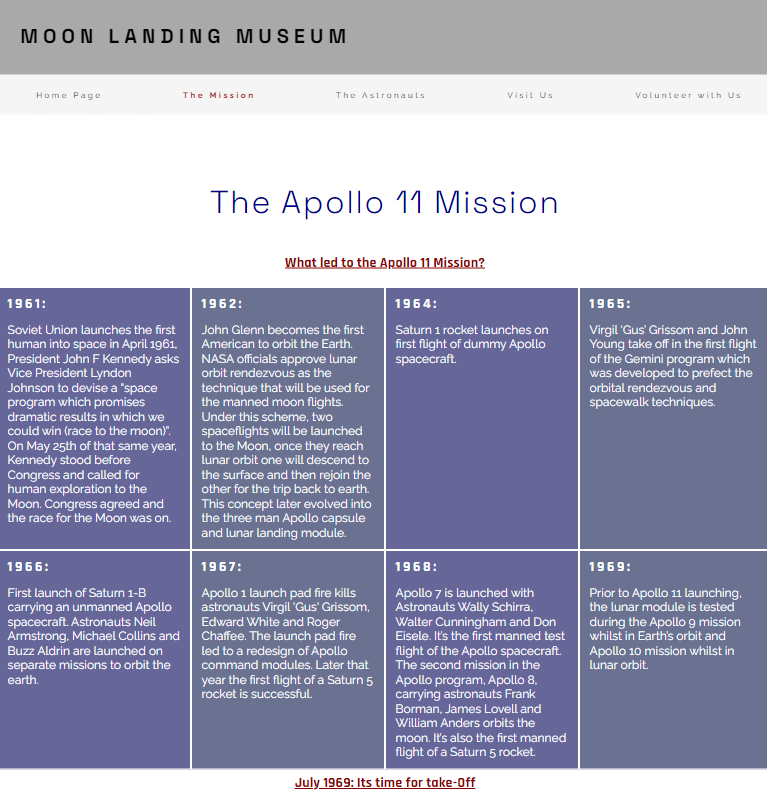 MOON LANDING MUSEUM
Home Page
The Mission
The Astronauts
Visit Us
Volunteer with Us
The Apollo 11 Mission
What led to the Apollo 11 Mission?
1961:
Soviet Union launches the first
human into space in April 1961,
President John F Kennedy asks
Vice President Lyndon
Johnson to devise a "space
program which promises
dramatic results in which we
could win (race to the moon)".
On May 25th of that same year,
Kennedy stood before
Congress and called for
human exploration to the
Moon. Congress agreed and
the race for the Moon was on.
1962:
John Glenn becomes the first
American to orbit the Earth.
NASA officials approve lunar
orbit rendezvous as the
technique that will be used for
the manned moon flights.
Under this scheme, two
spaceflights will be launched
to the Moon, once they reach
lunar orbit one will descend to
the surface and then rejoin the
other for the trip back to earth.
This concept later evolved into
the three man Apollo capsule
and lunar landing module.
1964:
Saturn 1 rocket launches on
first flight of dummy Apollo
spacecraft.
1965:
Virgil 'Gus' Grissom and John
Young take off in the first flight
of the Gemini program which
was developed to prefect the
orbital rendezvous and
spacewalk techniques.
1966:
First launch of Saturn 1-B
carrying an unmanned Apollo
spacecraft. Astronauts Neil
Armstrong, Michael Collins and
Buzz Aldrin are launched on
separate missions to orbit the
earth.
1967:
Apollo 1 launch pad fire kills
astronauts Virgil 'Gus' Grissom,
Edward White and Roger
Chaffee. The launch pad fire
led to a redesign of Apollo
command modules. Later that
year the first flight of a Saturn 5
rocket is successful.
1968:
Apollo 7 is launched with
Astronauts Wally Schirra,
Walter Cunningham and Don
Eisele. It's the first manned test
flight of the Apollo spacecraft.
The second mission in the
Apollo program, Apollo 8,
carrying astronauts Frank
Borman, James Lovell and
William Anders orbits the
moon. It's also the first manned
flight of a Saturn 5 rocket.
1969:
Prior to Apollo 11 launching,
the lunar module is tested
during the Apollo 9 mission
whilst in Earth's orbit and
Apollo 10 mission whilst in
lunar orbit.
July 1969: Its time for take-Off